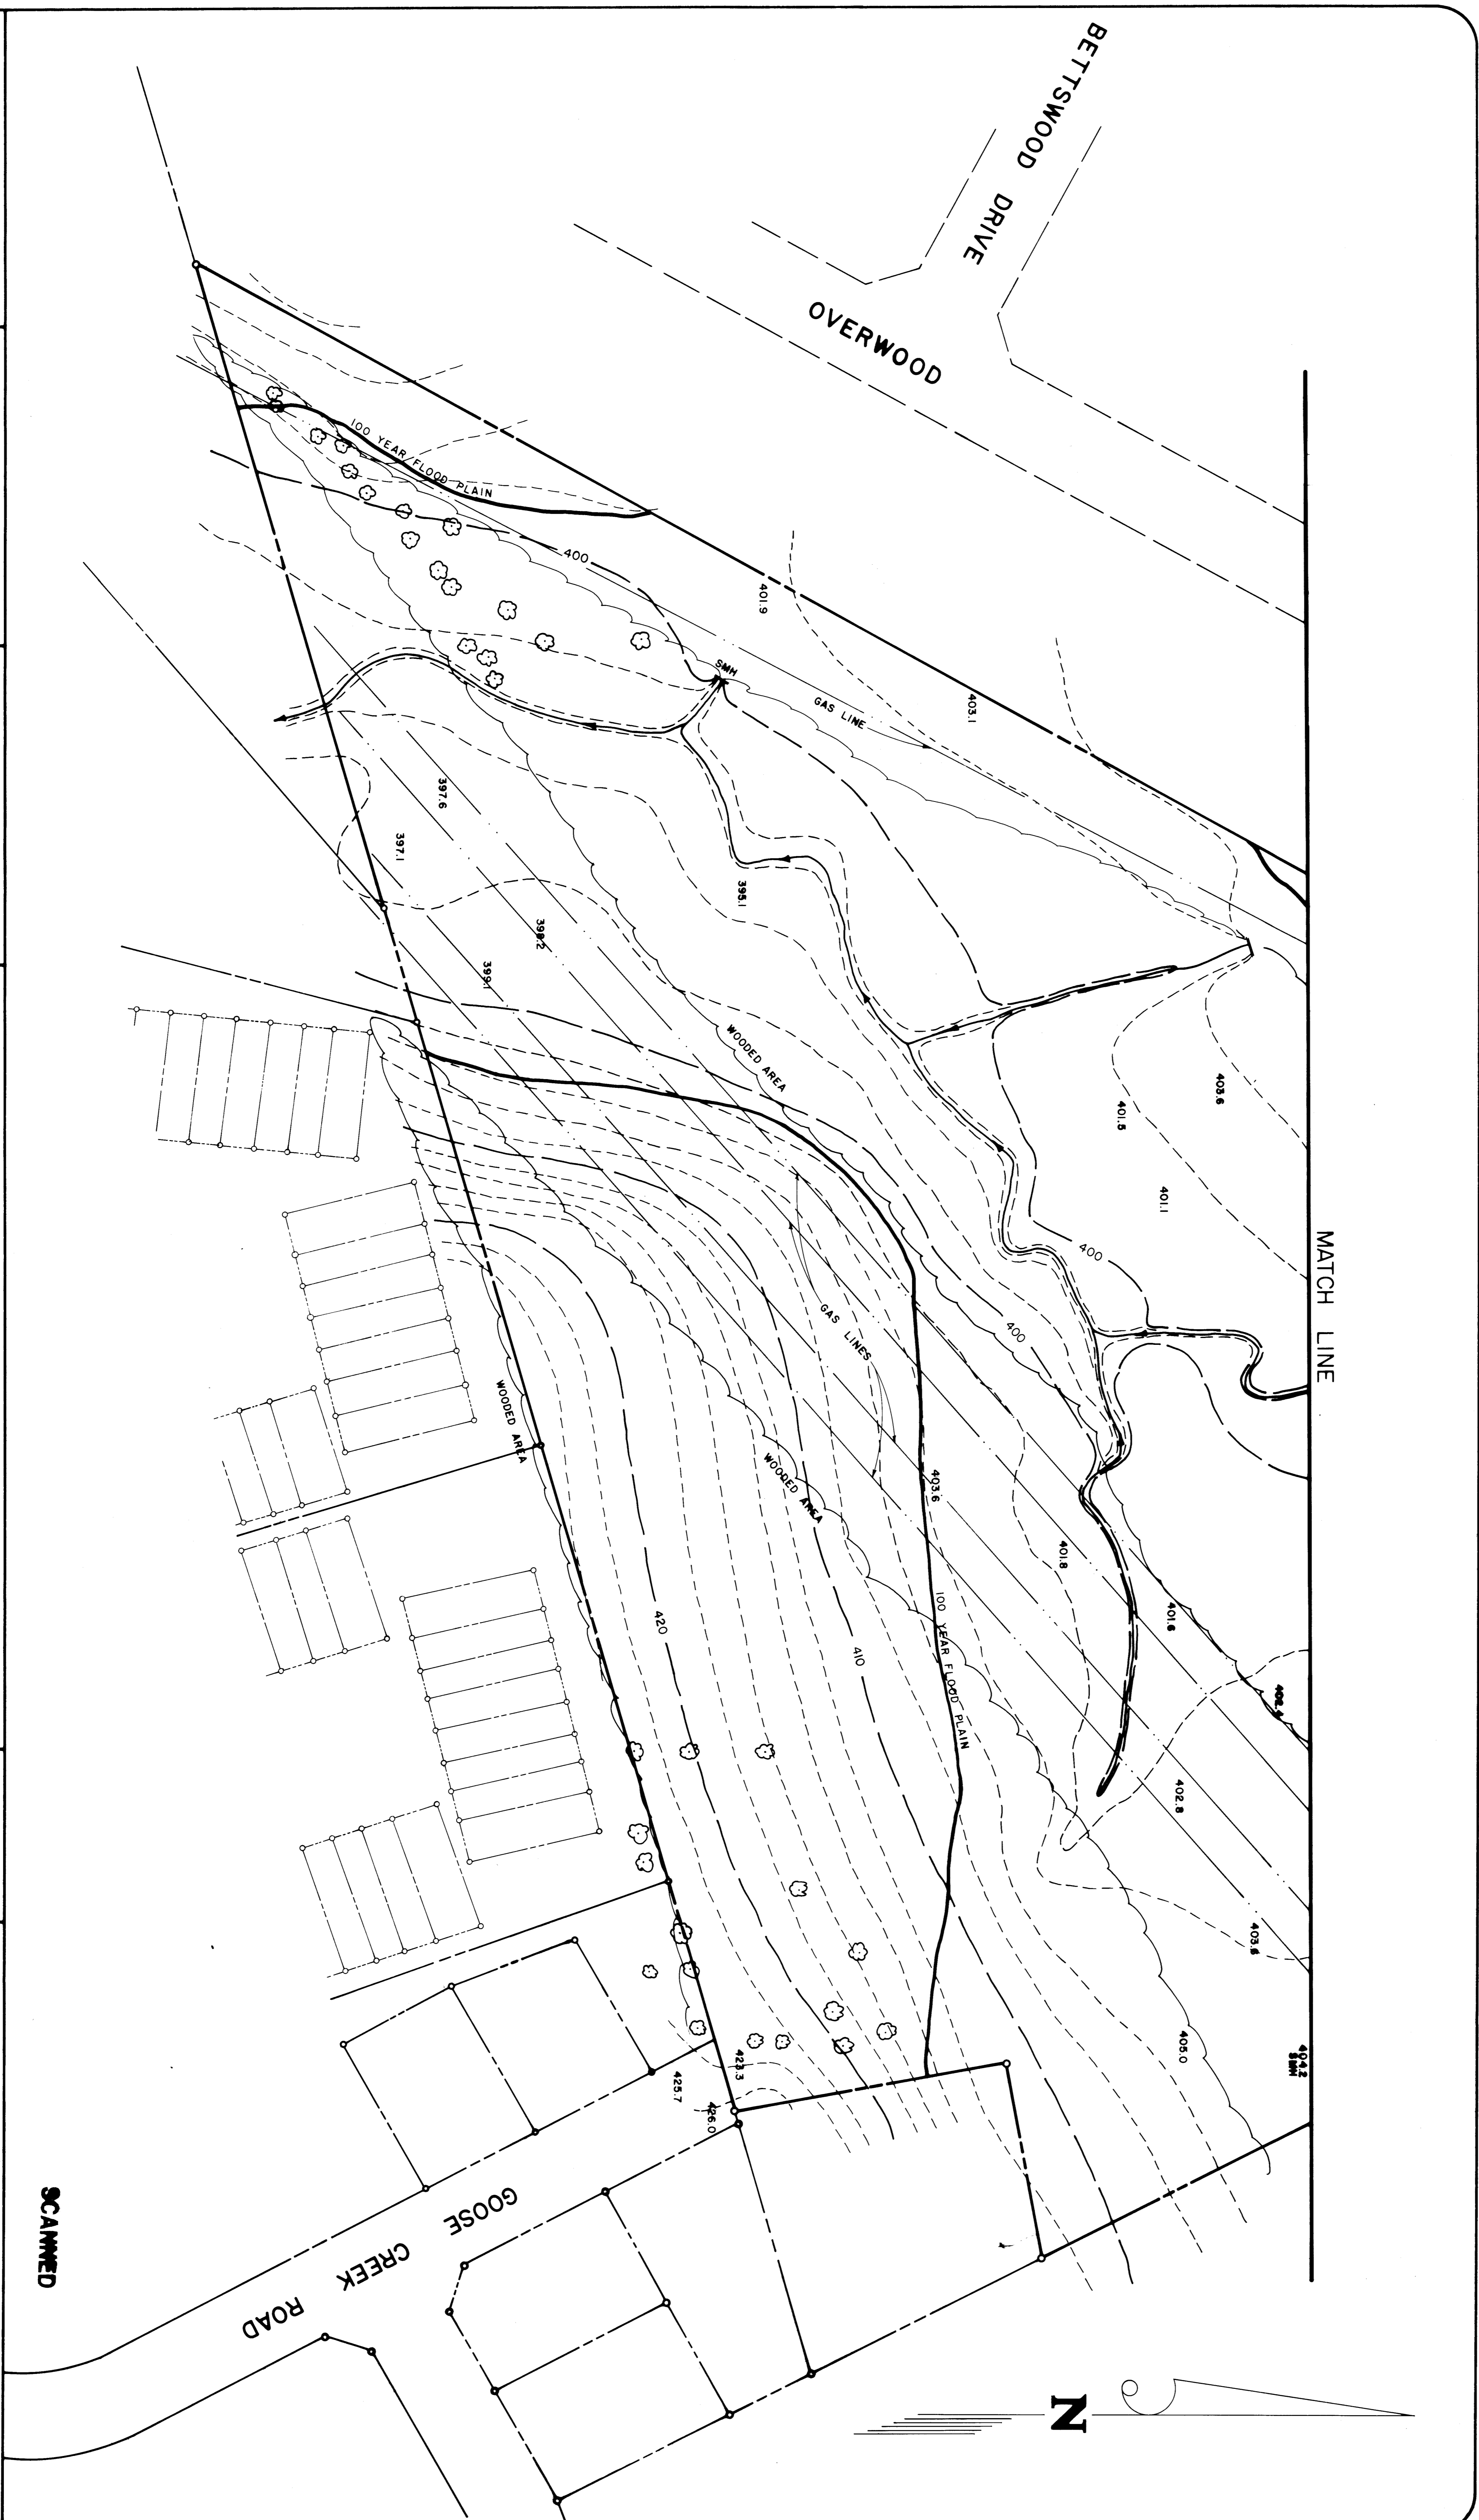 BETTSWOOD DRIVE
OVERWOOD
MATCH LINE
100 YEAR FLOOD PLAIN
400
401.9
SMH
GAS LINE
403.1
397.6
397.1
395.1
398.2
399.1
WOODED AREA
403.6
401.5
401.1
400
400
GAS LINES
WOODED AREA
WOODED AREA
403.6
401.8
401.6
420
410
100 YEAR FLOOD PLAIN
402.8
403.6
405.0
404.2
SMH
423.3
425.7
426.0
GOOSE CREEK ROAD
N
SCANNED